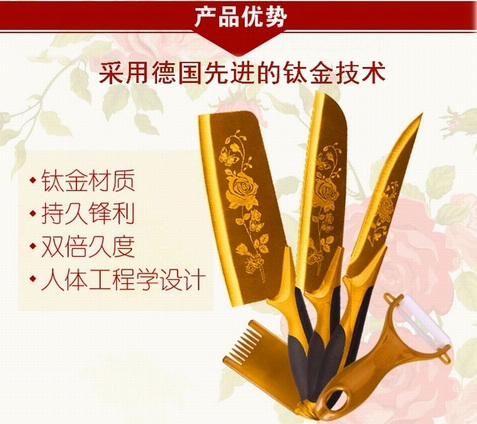 产品优势
采用德国先进的钛金技术
·钛金材质
·持久锋利
·双倍久度
·人体工程学设计